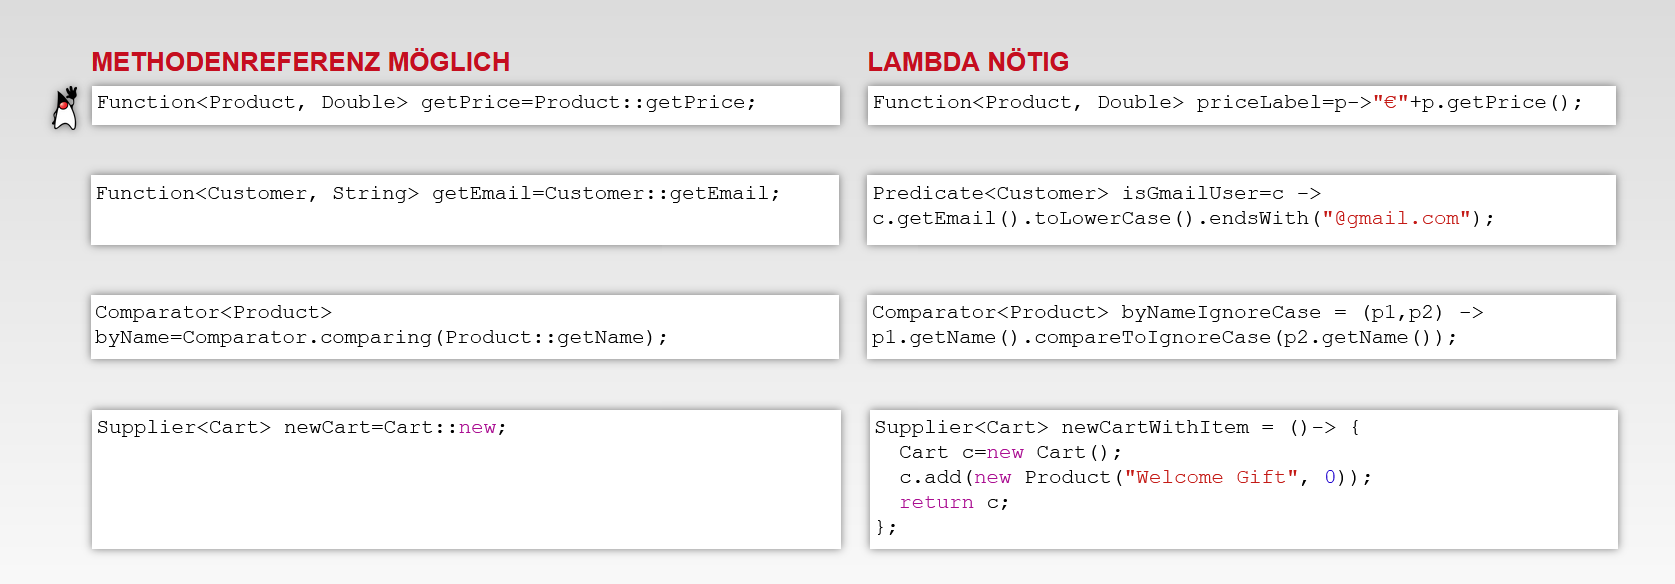 METHODENREFERENZ MÖGLICH
LAMBDA NÖTIG
Function<Product, Double> getPrice=Product::getPrice;
Function<Product, Double> priceLabel=p->"€"+p.getPrice();
Function<Customer, String> getEmail=Customer::getEmail;
Predicate<Customer> isGmailUser=c ->
c.getEmail().toLowerCase().endsWith("@gmail.com");
Comparator<Product>
byName=Comparator.comparing(Product::getName);
Comparator<Product> byNameIgnoreCase = (p1,p2) ->
p1.getName().compareToIgnoreCase(p2.getName());
Supplier<Cart> newCart=Cart::new;
Supplier<Cart> newCartWithItem = ()-> {
  Cart c=new Cart();
  c.add(new Product("Welcome Gift", 0));
  return c;
};